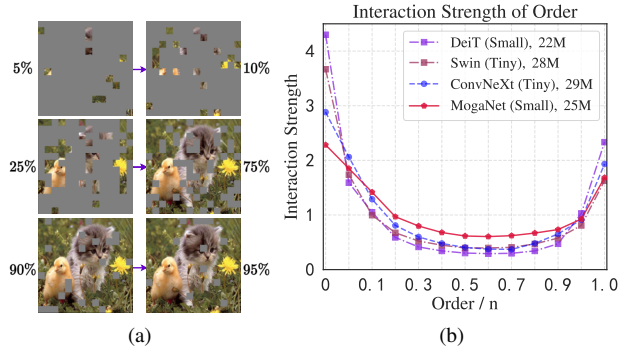 5%
10%
25%
75%
90%
95%
(a)
Interaction Strength of Order
DeiT (Small), 22M
Swin (Tiny), 28M
ConvNeXt (Tiny), 29M
MogaNet (Small), 25M
Interaction Strength
4
3
2
1
0
0 0.1 0.3 0.5 0.7 0.9 1.0
Order / n
(b)